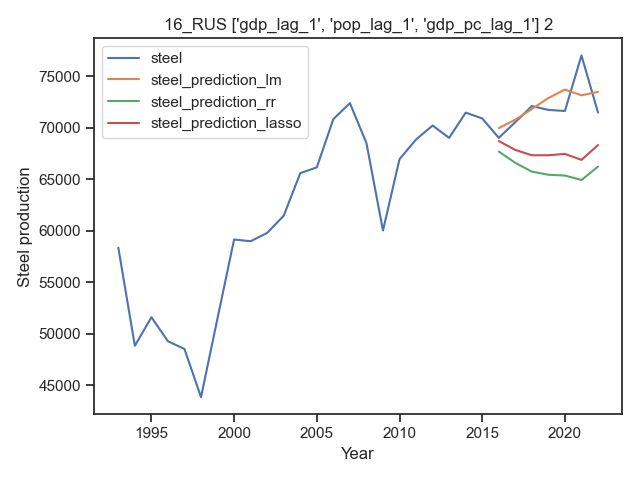 16_RUS ['gdp_lag_1', 'pop_lag_1', 'gdp_pc_lag_1'] 2
steel
steel_prediction_lm
steel_prediction_rr
steel_prediction_lasso
75000
70000
65000
60000
55000
50000
45000
Steel production
1995
2000
2005
2010
2015
2020
Year